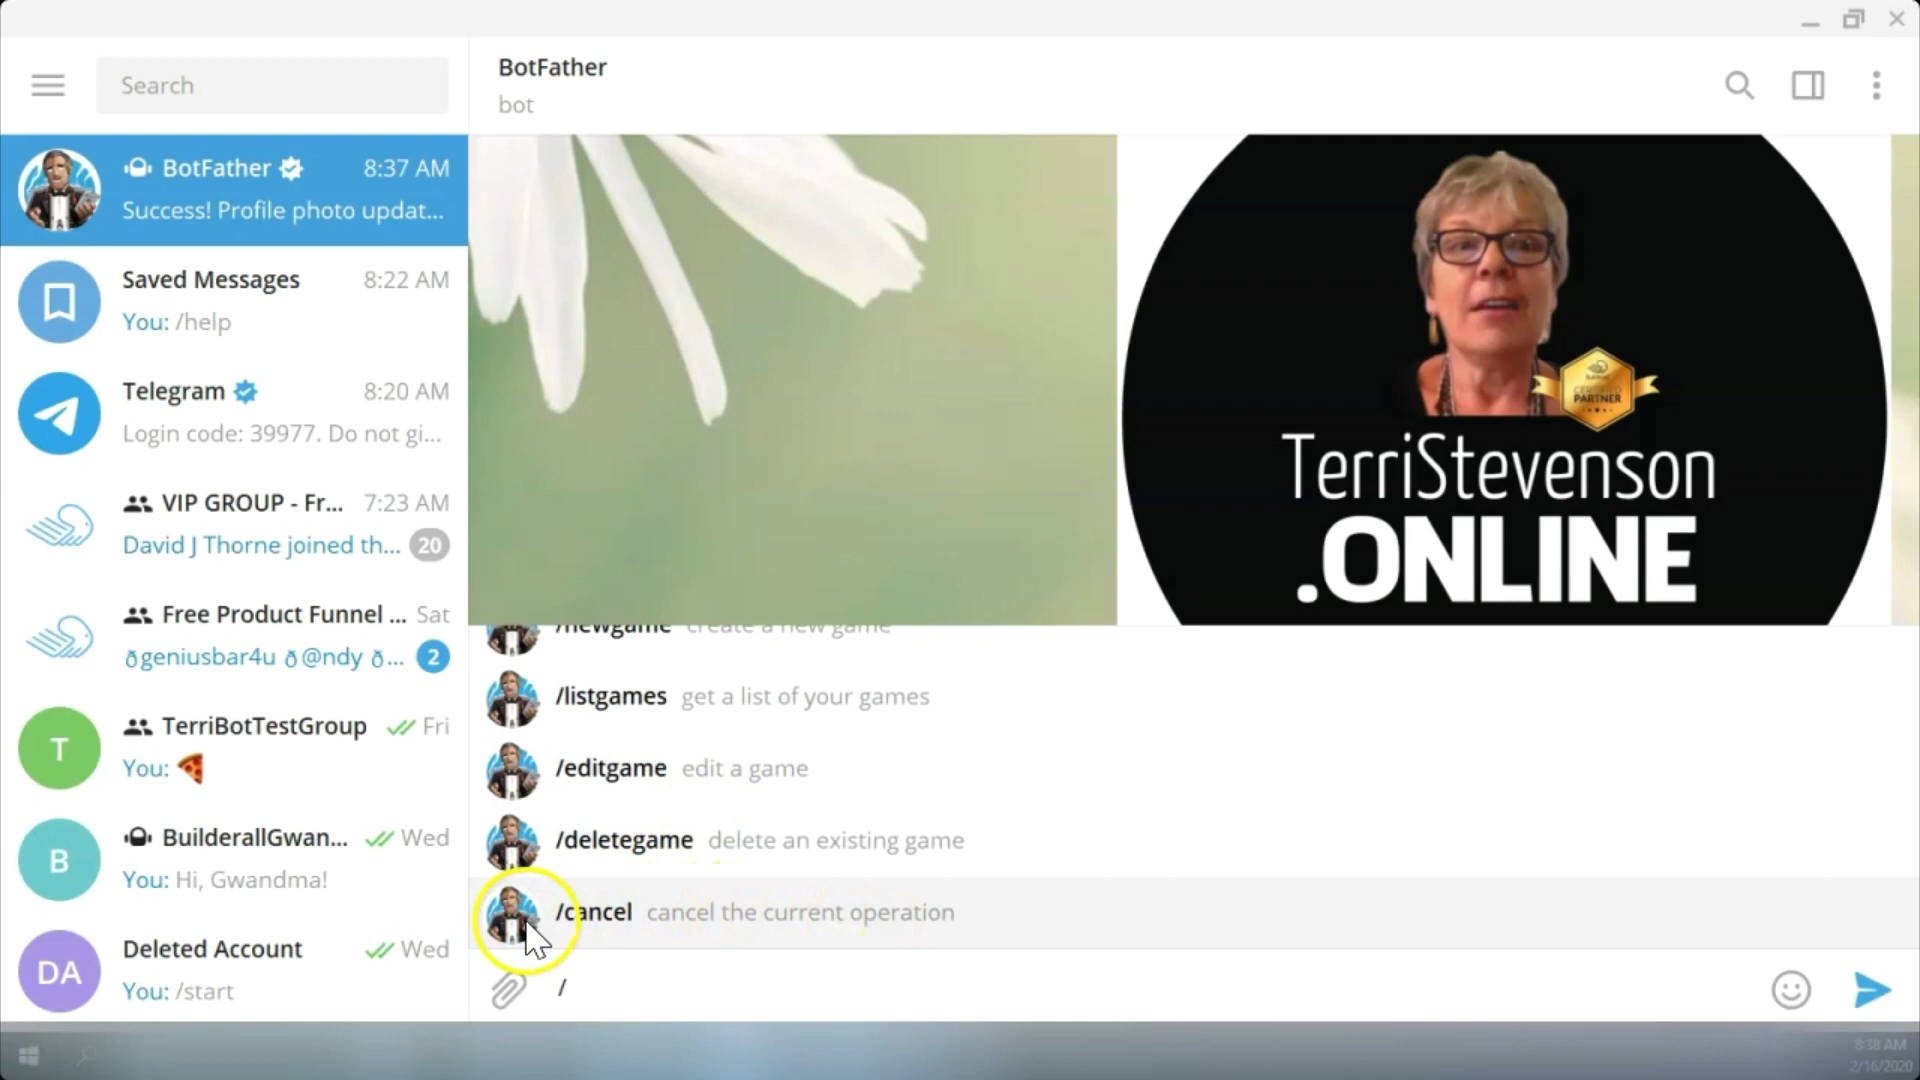 Search
BotFather
bot
BotFather 8:37 AM
Success! Profile photo updat...
Saved Messages 8:22 AM
You: /help
Telegram 8:20 AM
Login code: 39977. Do not gi...
VIP GROUP - Fr... 7:23 AM
David J Thorne joined th... 20
Free Product Funnel ... Sat
ðgeniusbar4u ð@ndy ð... 2
T
TerriBotTestGroup Fri
You:
B
BuilderallGwan... Wed
You: Hi, Gwandma!
DA
Deleted Account Wed
You: /start
CERTIFIED
PARTNER
TerriStevenson
.ONLINE
/newgame create a new game
/listgames get a list of your games
/editgame edit a game
/deletegame delete an existing game
/cancel cancel the current operation
/
8:38 AM
2/16/2020